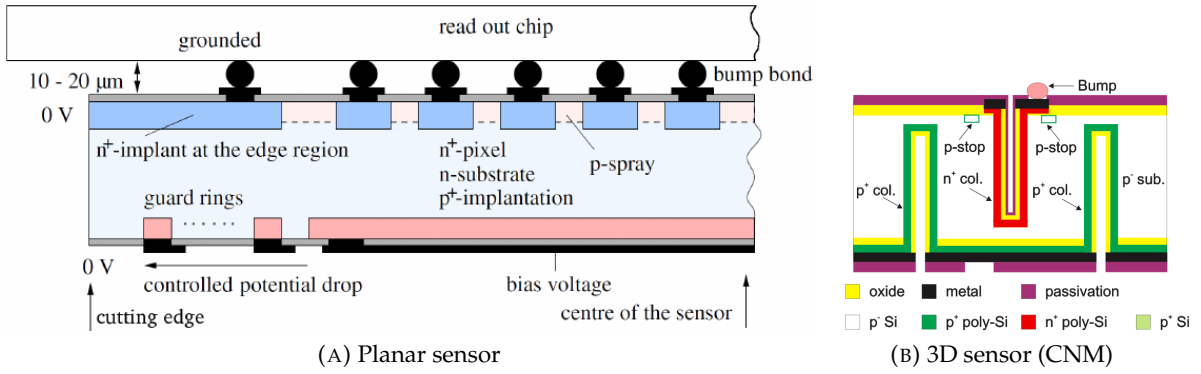 read out chip
grounded
10 - 20 μm
bump bond
0 V
n⁺-implant at the edge region
n⁺-pixel
n-substrate
p⁺-implantation
p-spray
guard rings
0 V
controlled potential drop
bias voltage
cutting edge
centre of the sensor
(A) Planar sensor
Bump
p-stop
p-stop
p⁺ col.
n⁺ col.
p⁺ col.
p⁻ sub.
oxide
metal
passivation
p⁻ Si
p⁺ poly-Si
n⁺ poly-Si
p⁺ Si
(B) 3D sensor (CNM)